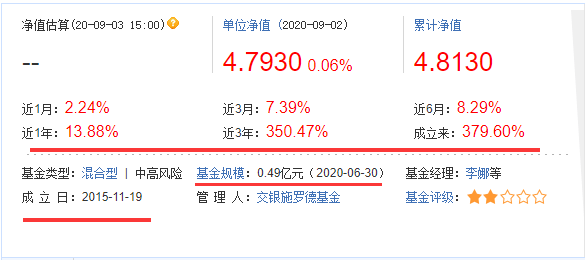 净值估算(20-09-03 15:00) 单位净值 (2020-09-02) 累计净值
-- 4.7930 0.06% 4.8130
近1月: 2.24% 近3月: 7.39% 近6月: 8.29%
近1年: 13.88% 近3年: 350.47% 成立来: 379.60%
基金类型: 混合型 | 中高风险 基金规模: 0.49亿元 (2020-06-30) 基金经理: 李娜等
成 立 日: 2015-11-19 管 理 人: 交银施罗德基金 基金评级: